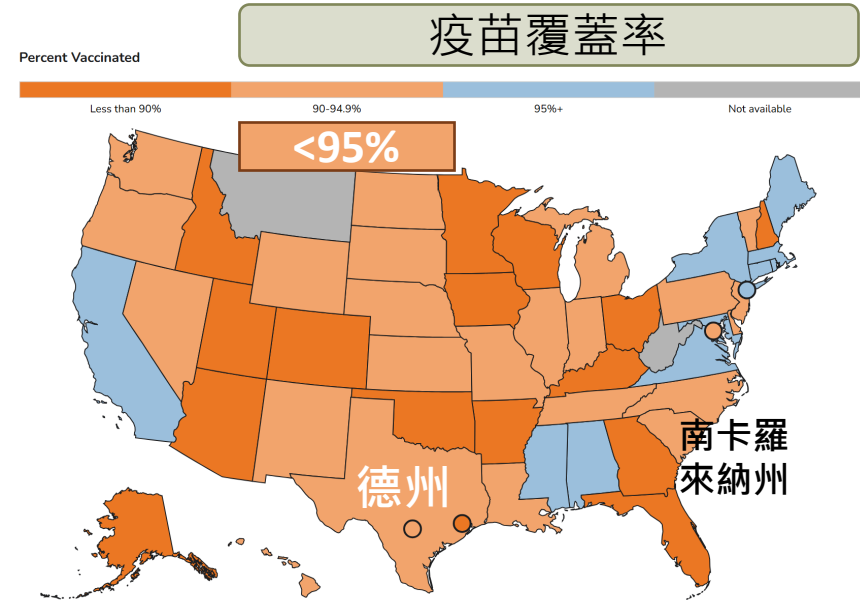 疫苗覆蓋率
Percent Vaccinated
Less than 90%
90-94.9%
95%+
Not available
<95%
南卡羅
來納州
德州